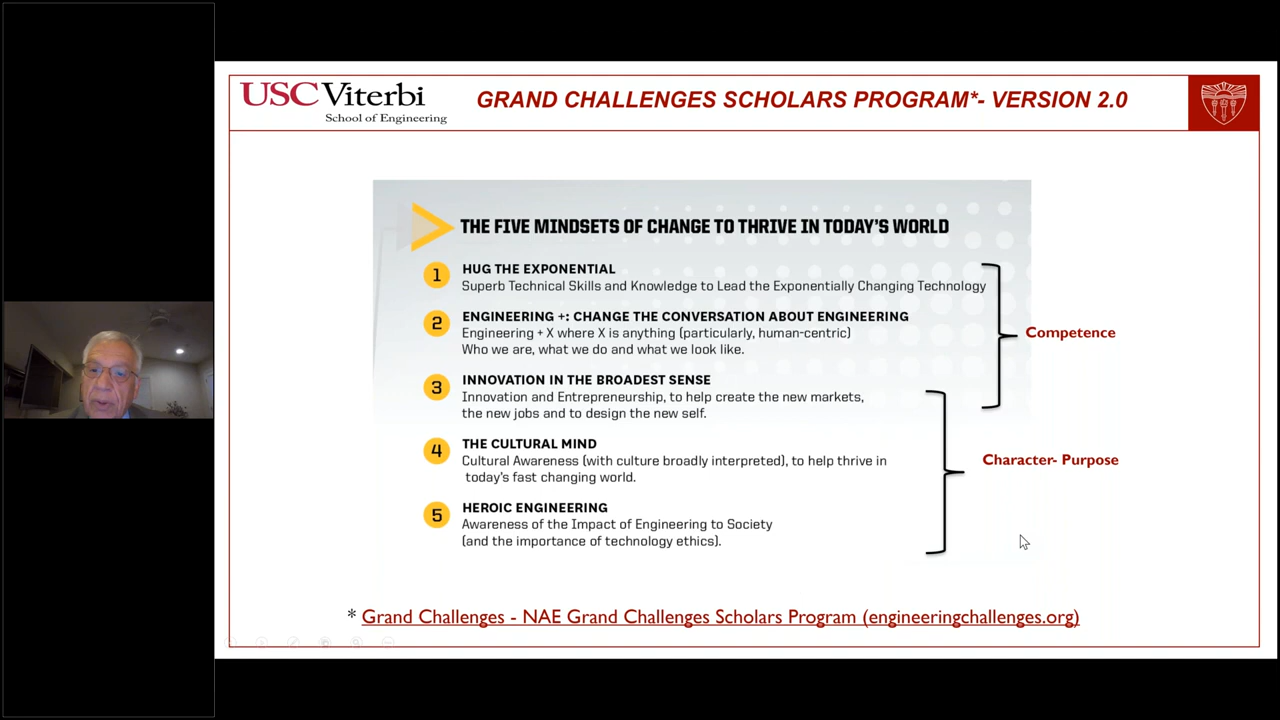 USC Viterbi
School of Engineering
GRAND CHALLENGES SCHOLARS PROGRAM*- VERSION 2.0
THE FIVE MINDSETS OF CHANGE TO THRIVE IN TODAY'S WORLD
1 HUG THE EXPONENTIAL
Superb Technical Skills and Knowledge to Lead the Exponentially Changing Technology
2 ENGINEERING +: CHANGE THE CONVERSATION ABOUT ENGINEERING
Engineering + X where X is anything (particularly, human-centric)
Who we are, what we do and what we look like.
Competence
3 INNOVATION IN THE BROADEST SENSE
Innovation and Entrepreneurship, to help create the new markets,
the new jobs and to design the new self.
4 THE CULTURAL MIND
Cultural Awareness (with culture broadly interpreted), to help thrive in
today's fast changing world.
Character- Purpose
5 HEROIC ENGINEERING
Awareness of the Impact of Engineering to Society
(and the importance of technology ethics).
* Grand Challenges - NAE Grand Challenges Scholars Program (engineeringchallenges.org)